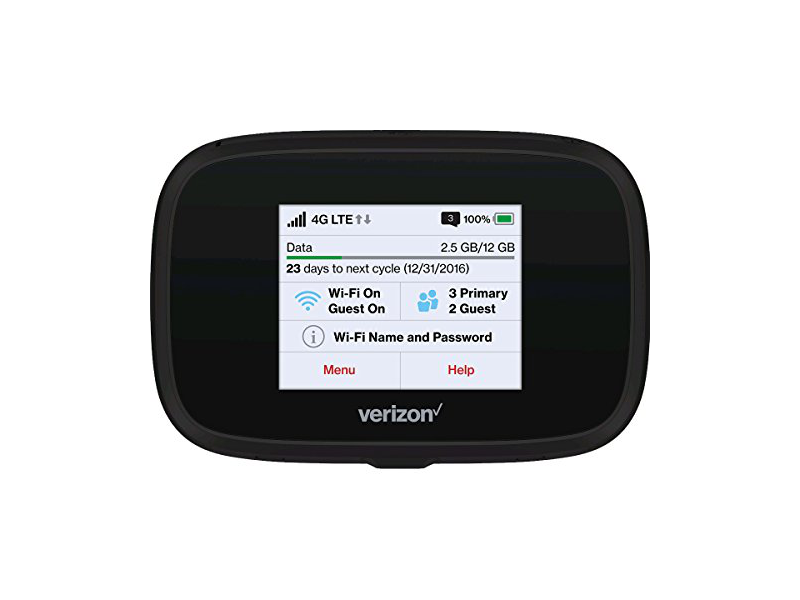 4G LTE 3 100%
Data 2.5 GB/12 GB
23 days to next cycle (12/31/2016)
Wi-Fi On 3 Primary
Guest On 2 Guest
i Wi-Fi Name and Password
Menu Help
verizon